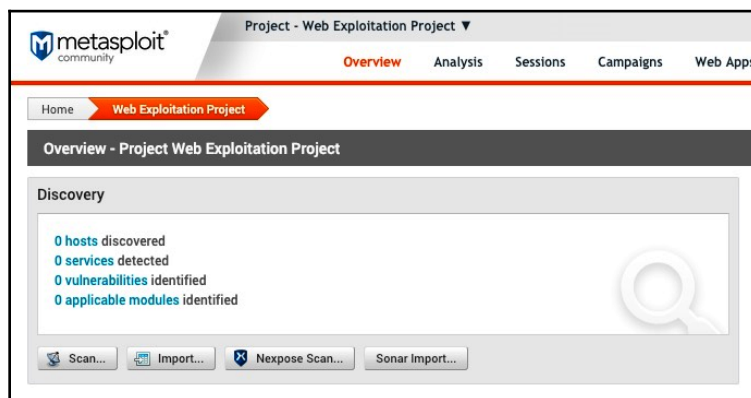 Project - Web Exploitation Project ▼
metasploit®
community
Overview Analysis Sessions Campaigns Web Apps
Home Web Exploitation Project
Overview - Project Web Exploitation Project
Discovery
0 hosts discovered
0 services detected
0 vulnerabilities identified
0 applicable modules identified
Scan... Import... Nexpose Scan... Sonar Import...